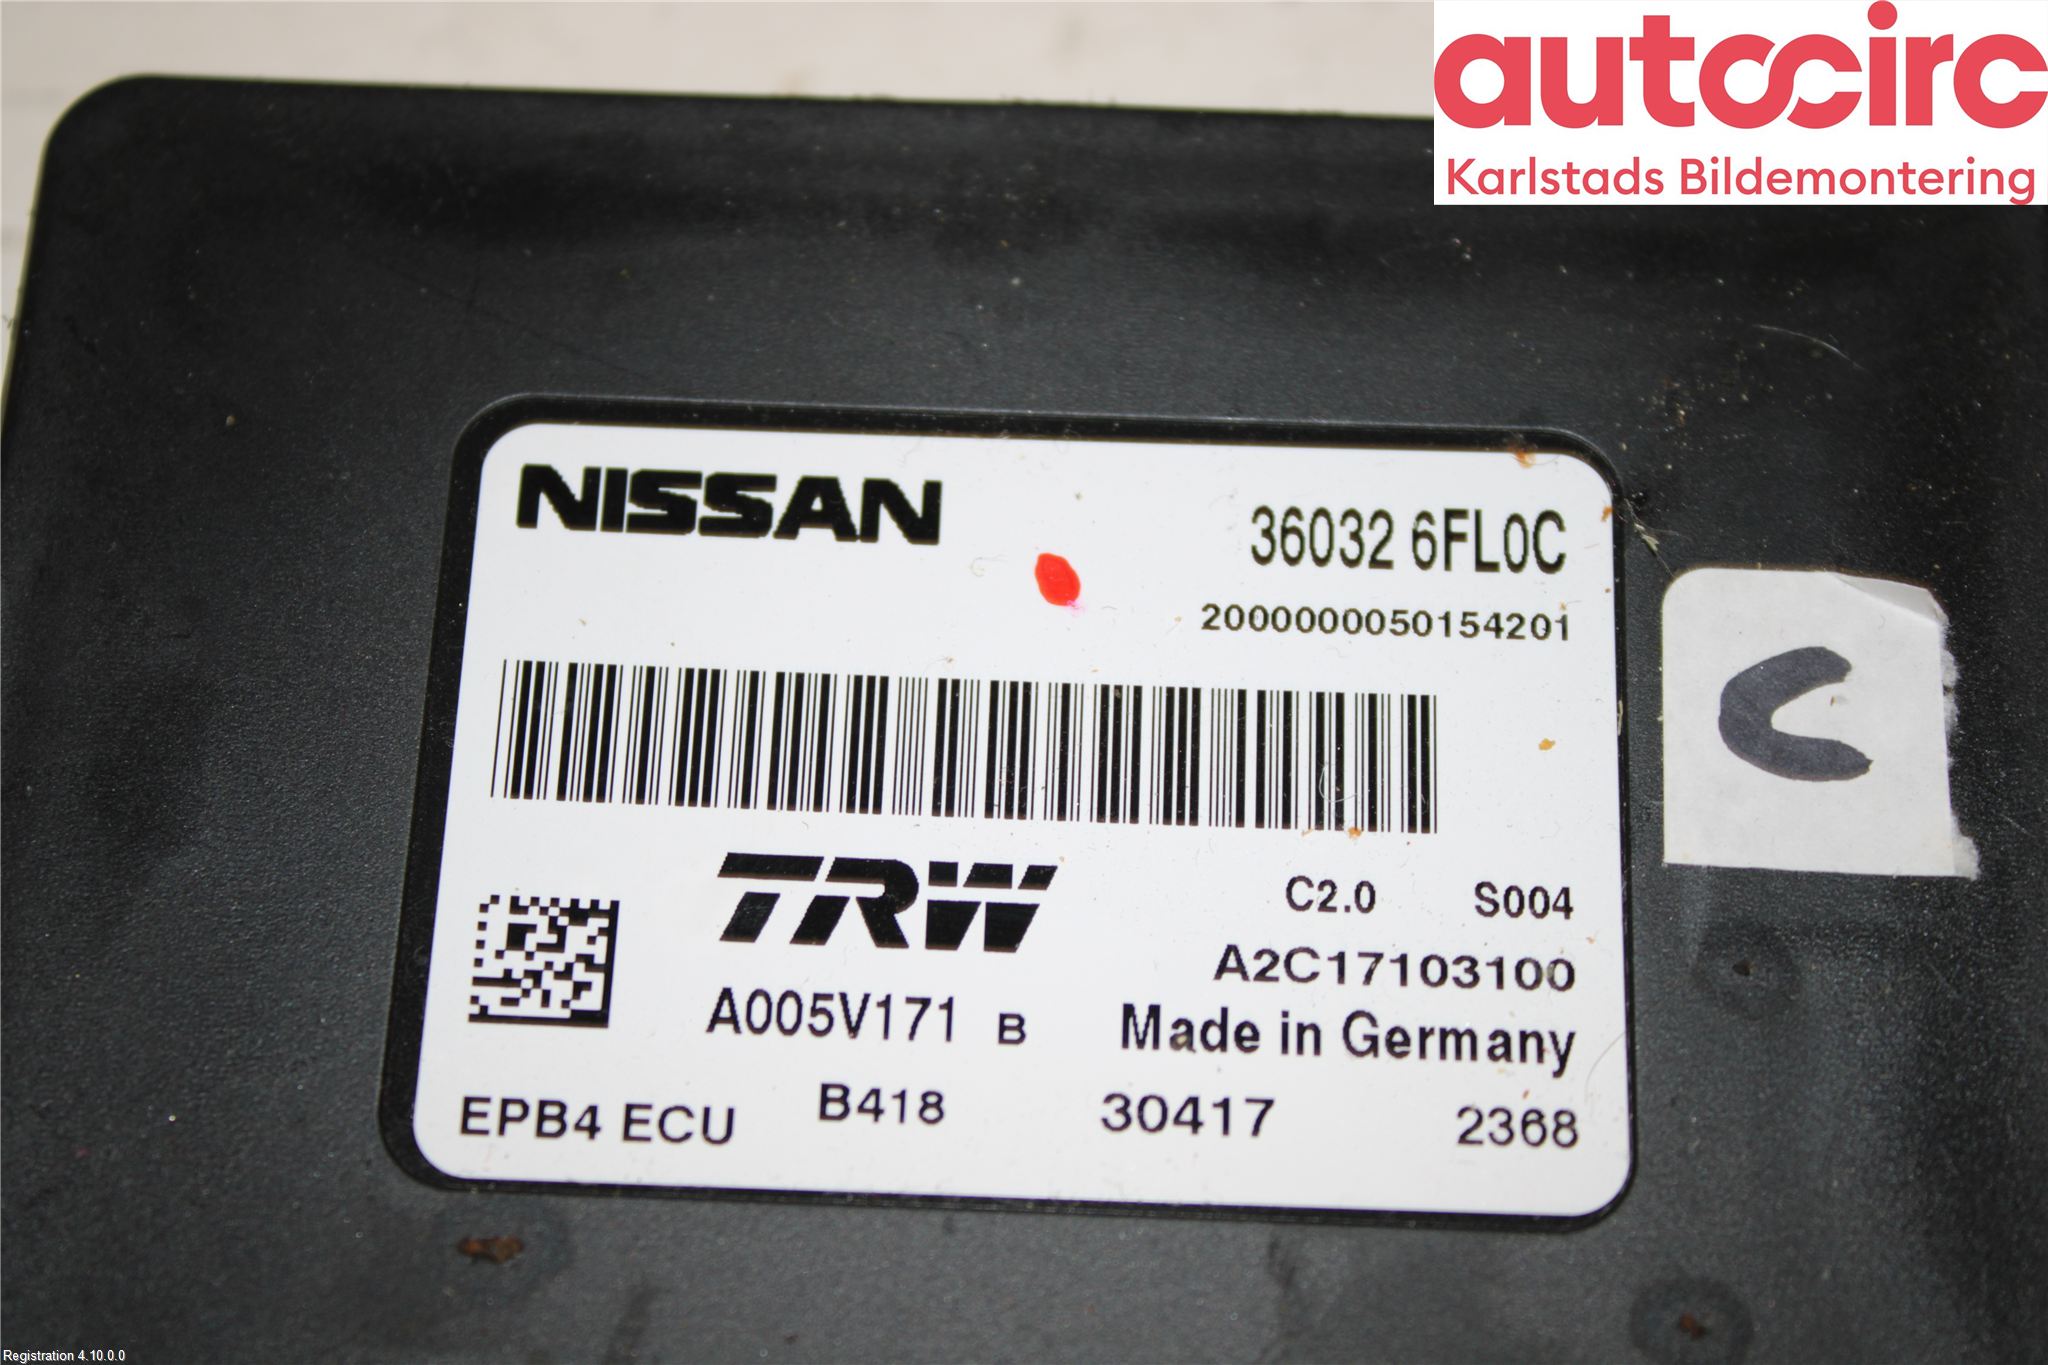 autocirc
Karlstads Bildemontering
NISSAN
36032 6FL0C
2000000050154201
C
TRW
C2.0 S004
A2C17103100
A005V171 B
Made in Germany
EPB4 ECU B418 30417 2368
Registration 4.10.0.0